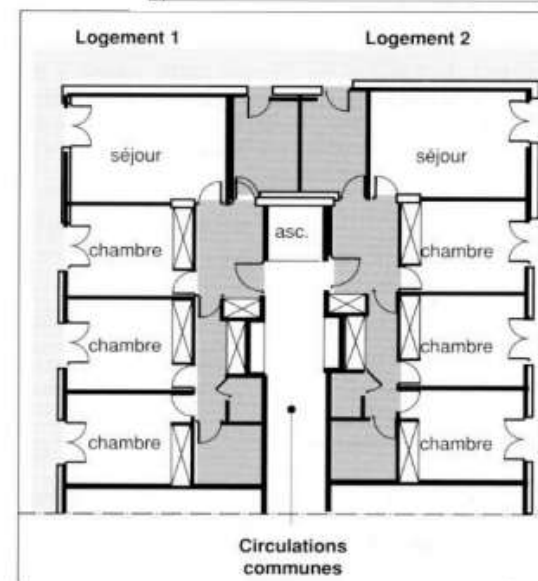 Logement 1
Logement 2
séjour
séjour
asc.
chambre
chambre
chambre
chambre
chambre
chambre
Circulations
communes